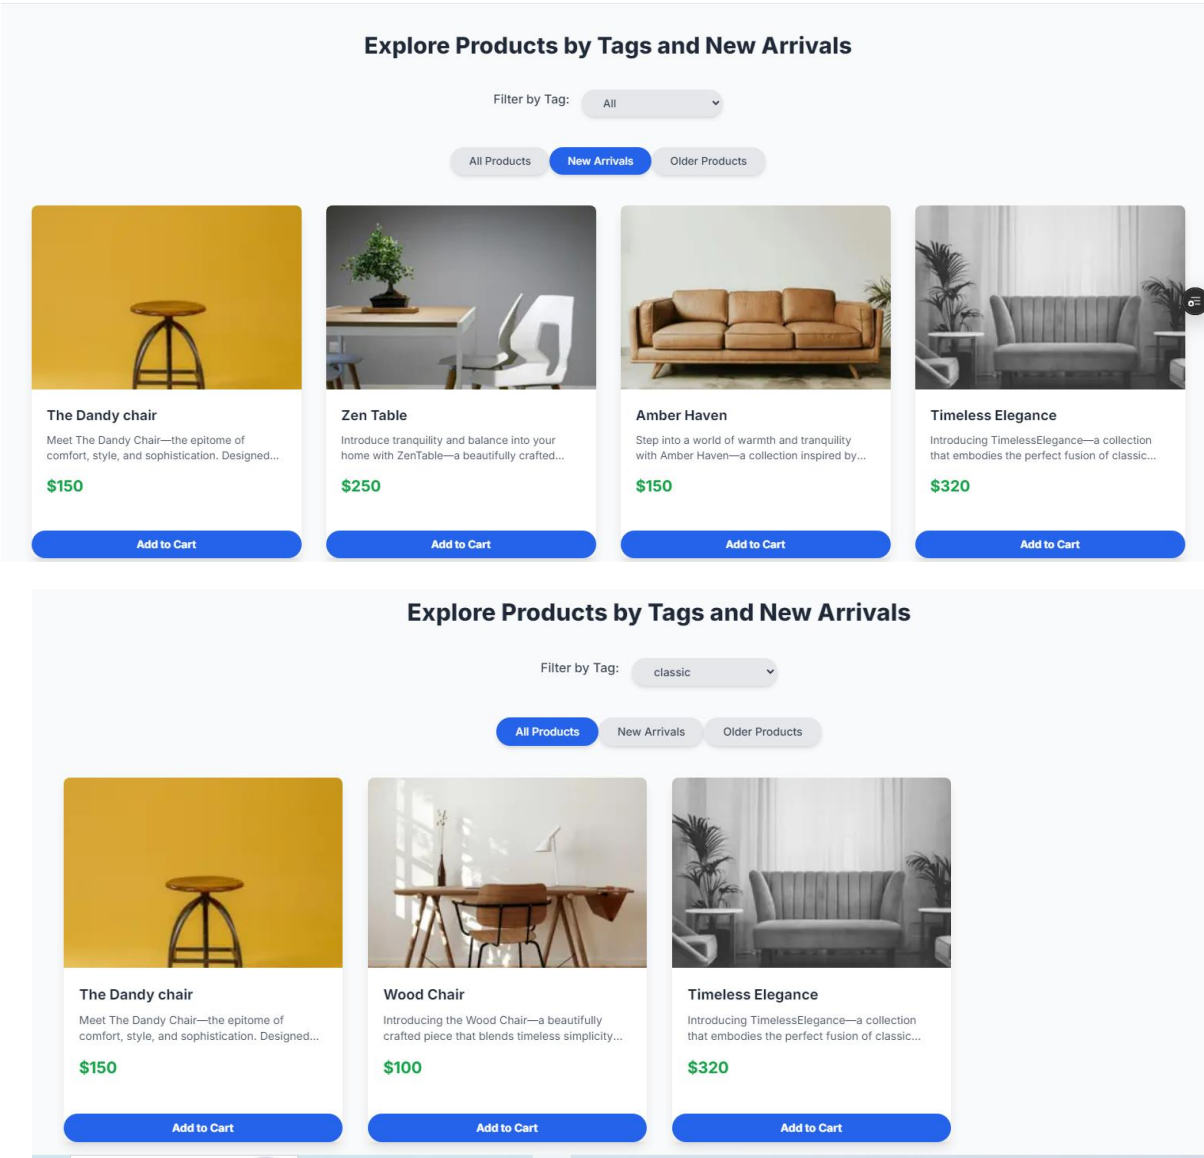 Explore Products by Tags and New Arrivals
Filter by Tag: All
All Products New Arrivals Older Products
The Dandy chair
Meet The Dandy Chair—the epitome of
comfort, style, and sophistication. Designed...
$150
Add to Cart
Zen Table
Introduce tranquility and balance into your
home with ZenTable—a beautifully crafted...
$250
Add to Cart
Amber Haven
Step into a world of warmth and tranquility
with Amber Haven—a collection inspired by...
$150
Add to Cart
Timeless Elegance
Introducing TimelessElegance—a collection
that embodies the perfect fusion of classic...
$320
Add to Cart
Explore Products by Tags and New Arrivals
Filter by Tag: classic
All Products New Arrivals Older Products
The Dandy chair
Meet The Dandy Chair—the epitome of
comfort, style, and sophistication. Designed...
$150
Add to Cart
Wood Chair
Introducing the Wood Chair—a beautifully
crafted piece that blends timeless simplicity...
$100
Add to Cart
Timeless Elegance
Introducing TimelessElegance—a collection
that embodies the perfect fusion of classic...
$320
Add to Cart